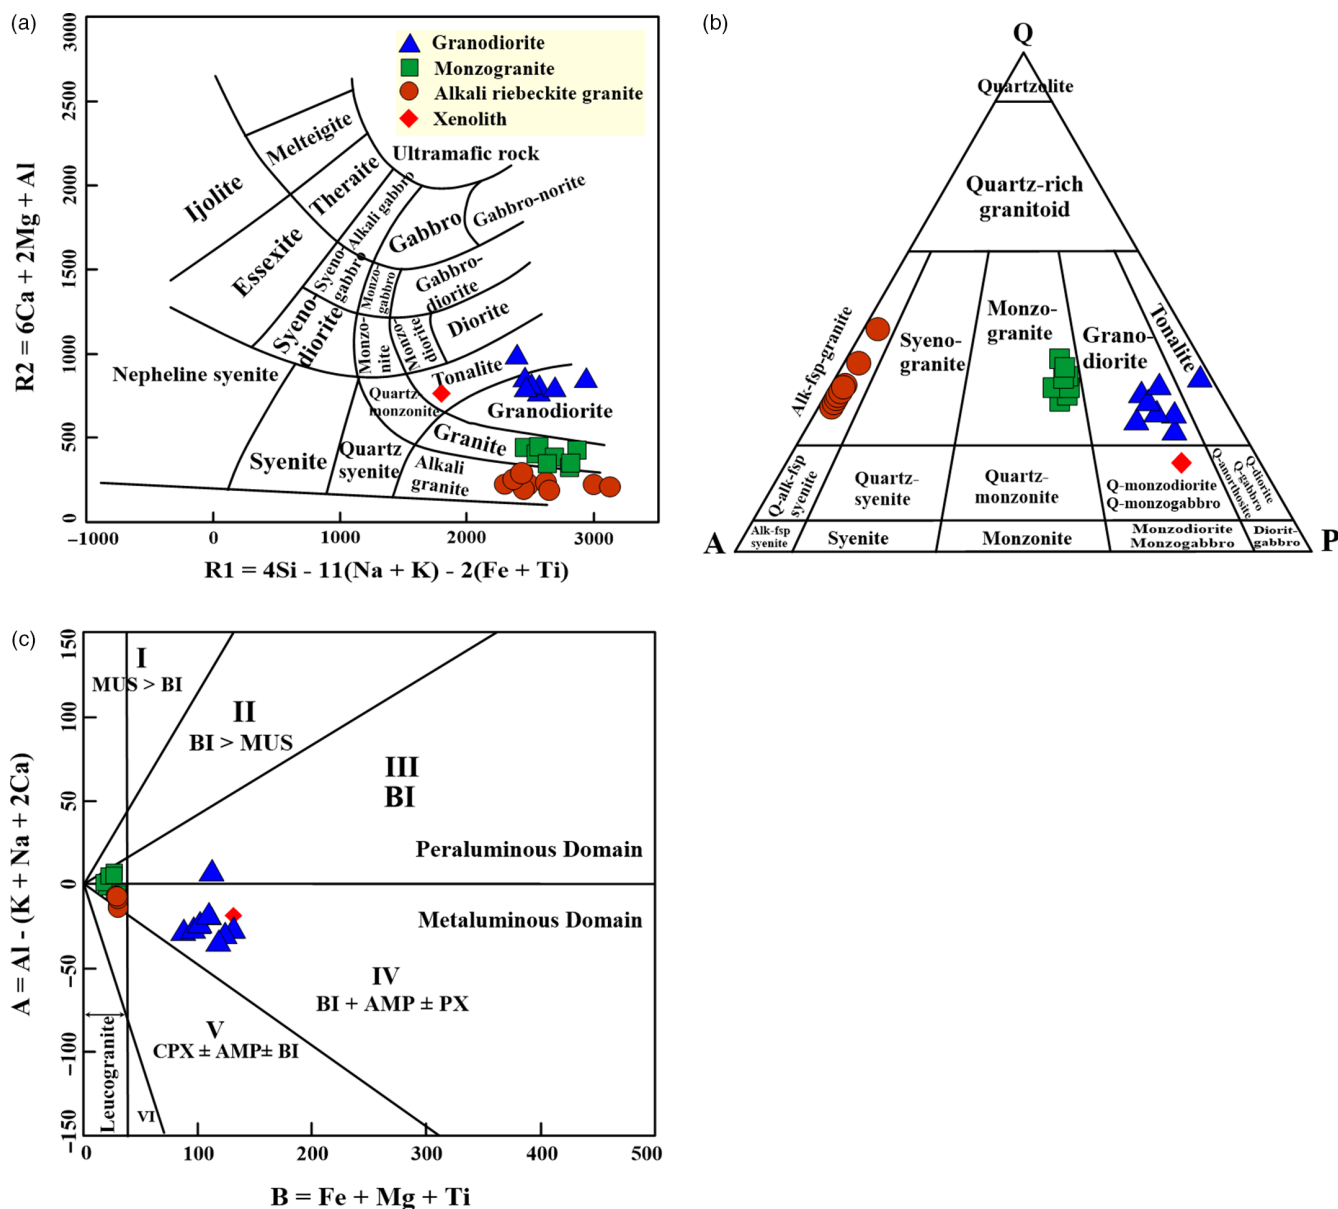 (a)
3000
2500
2000
1500
1000
500
0
R2 = 6Ca + 2Mg + Al
Granodiorite
Monzogranite
Alkali riebeckite granite
Xenolith
Ultramafic rock
Melteigite
Ijolite
Theraite
Alkali gabbro
Gabbro
Gabbro-norite
Essexite
Syeno-
gabbro
Monzo-
gabbro
Gabbro-
diorite
Syeno-
diorite
Monzo-
nite
Monzo-
diorite
Diorite
Nepheline syenite
Tonalite
Quartz
monzonite
Granodiorite
Granite
Syenite
Quartz
syenite
Alkali
granite
-1000
0
1000
2000
3000
R1 = 4Si - 11(Na + K) - 2(Fe + Ti)
(b)
Q
Quartzolite
Quartz-rich
granitoid
Alk-fsp-granite
Syeno-
granite
Monzo-
granite
Grano-
diorite
Tonalite
Q-alk-fsp
syenite
Quartz-
syenite
Quartz-
monzonite
Q-monzodiorite
Q-monzogabbro
Q-diorite
Q-gabbro
Q-anorthosite
A
Alk-fsp
syenite
Syenite
Monzonite
Monzodiorite
Monzogabbro
Diorit-
gabbro
P
(c)
150
100
50
0
−50
−100
−150
A = Al - (K + Na + 2Ca)
I
MUS > BI
II
BI > MUS
III
BI
Peraluminous Domain
Metaluminous Domain
IV
BI + AMP ± PX
V
CPX ± AMP± BI
Leucogranite
VI
0
100
200
300
400
500
B = Fe + Mg + Ti